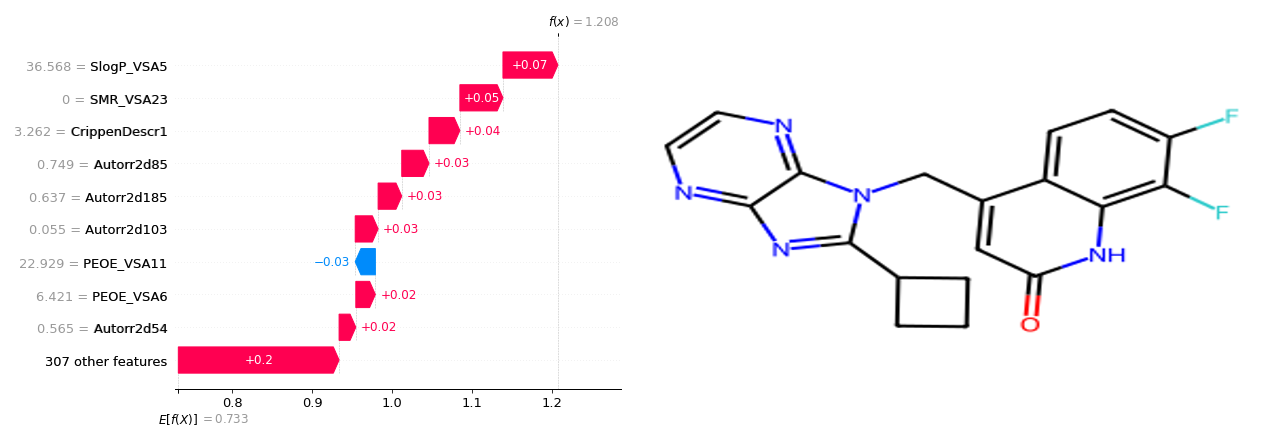 f(x) = 1.208
36.568 = SlogP_VSA5
+0.07
0 = SMR_VSA23
+0.05
3.262 = CrippenDescr1
+0.04
0.749 = Autorr2d85
+0.03
0.637 = Autorr2d185
+0.03
0.055 = Autorr2d103
+0.03
22.929 = PEOE_VSA11
−0.03
6.421 = PEOE_VSA6
+0.02
0.565 = Autorr2d54
+0.02
307 other features
+0.2
0.8 0.9 1.0 1.1 1.2
E[f(X)] = 0.733
N
N
N
N
F
F
NH
O